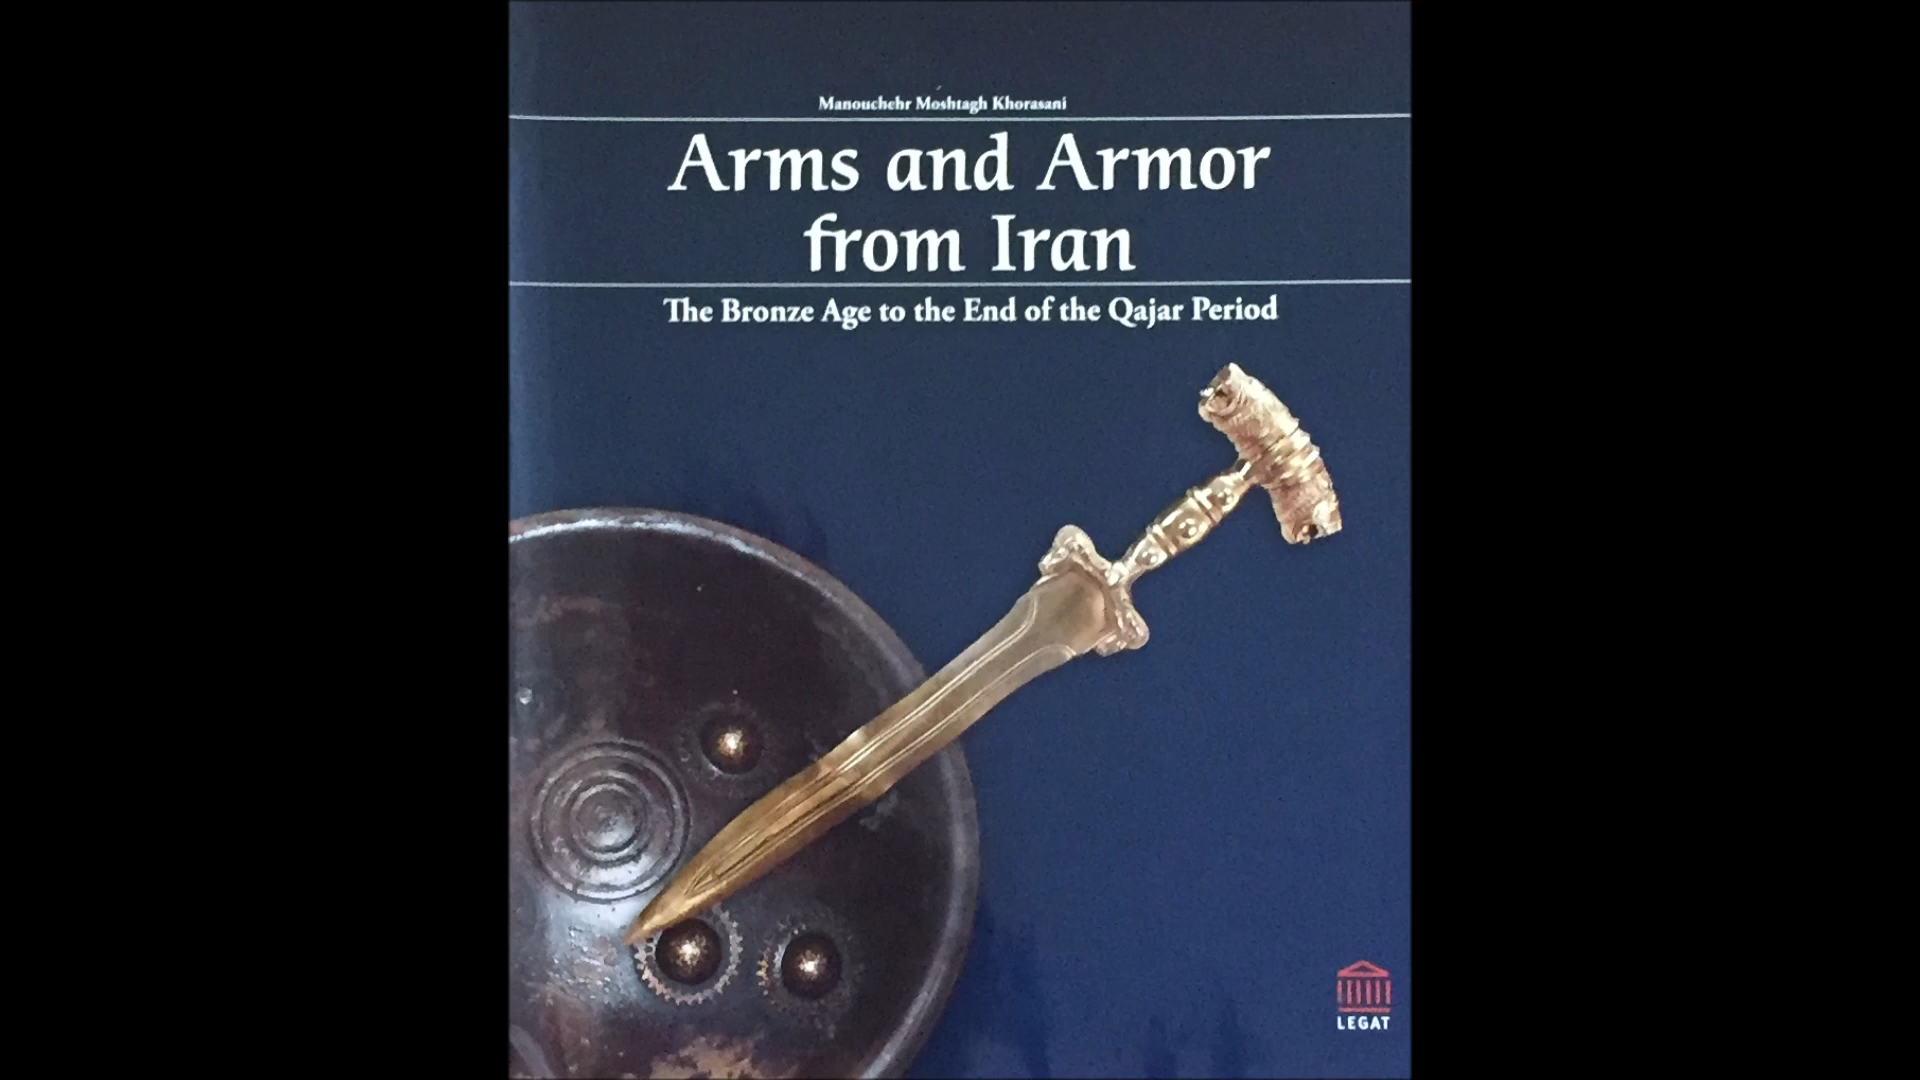 Manouchehr Moshtagh Khorasani
Arms and Armor
from Iran
The Bronze Age to the End of the Qajar Period
LEGAT